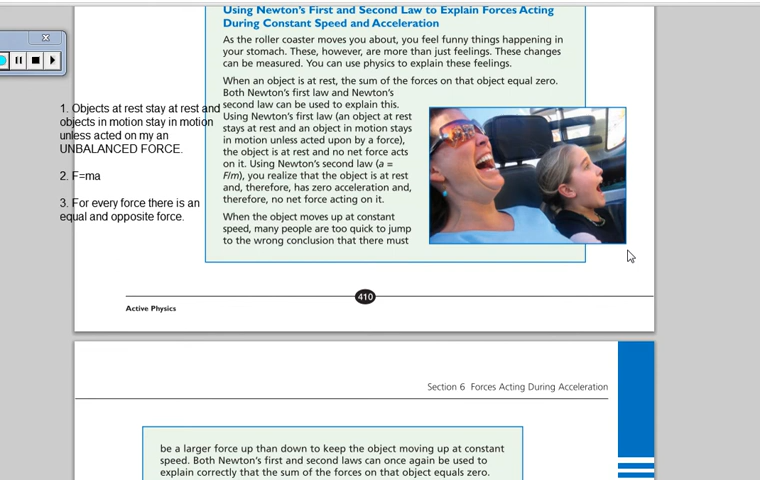 Using Newton's First and Second Law to Explain Forces Acting
During Constant Speed and Acceleration
As the roller coaster moves you about, you feel funny things happening in
your stomach. These, however, are more than just feelings. These changes
can be measured. You can use physics to explain these feelings.
When an object is at rest, the sum of the forces on that object equal zero.
Both Newton's first law and Newton's
second law can be used to explain this.
Using Newton's first law (an object at rest
stays at rest and an object in motion stays
in motion unless acted upon by a force),
the object is at rest and no net force acts
on it. Using Newton's second law (a =
F/m), you realize that the object is at rest
and, therefore, has zero acceleration and,
therefore, no net force acting on it.
When the object moves up at constant
speed, many people are too quick to jump
to the wrong conclusion that there must
1. Objects at rest stay at rest and
objects in motion stay in motion
unless acted on my an
UNBALANCED FORCE.
2. F=ma
3. For every force there is an
equal and opposite force.
410
Active Physics
Section 6 Forces Acting During Acceleration
be a larger force up than down to keep the object moving up at constant
speed. Both Newton's first and second laws can once again be used to
explain correctly that the sum of the forces on that object equals zero.